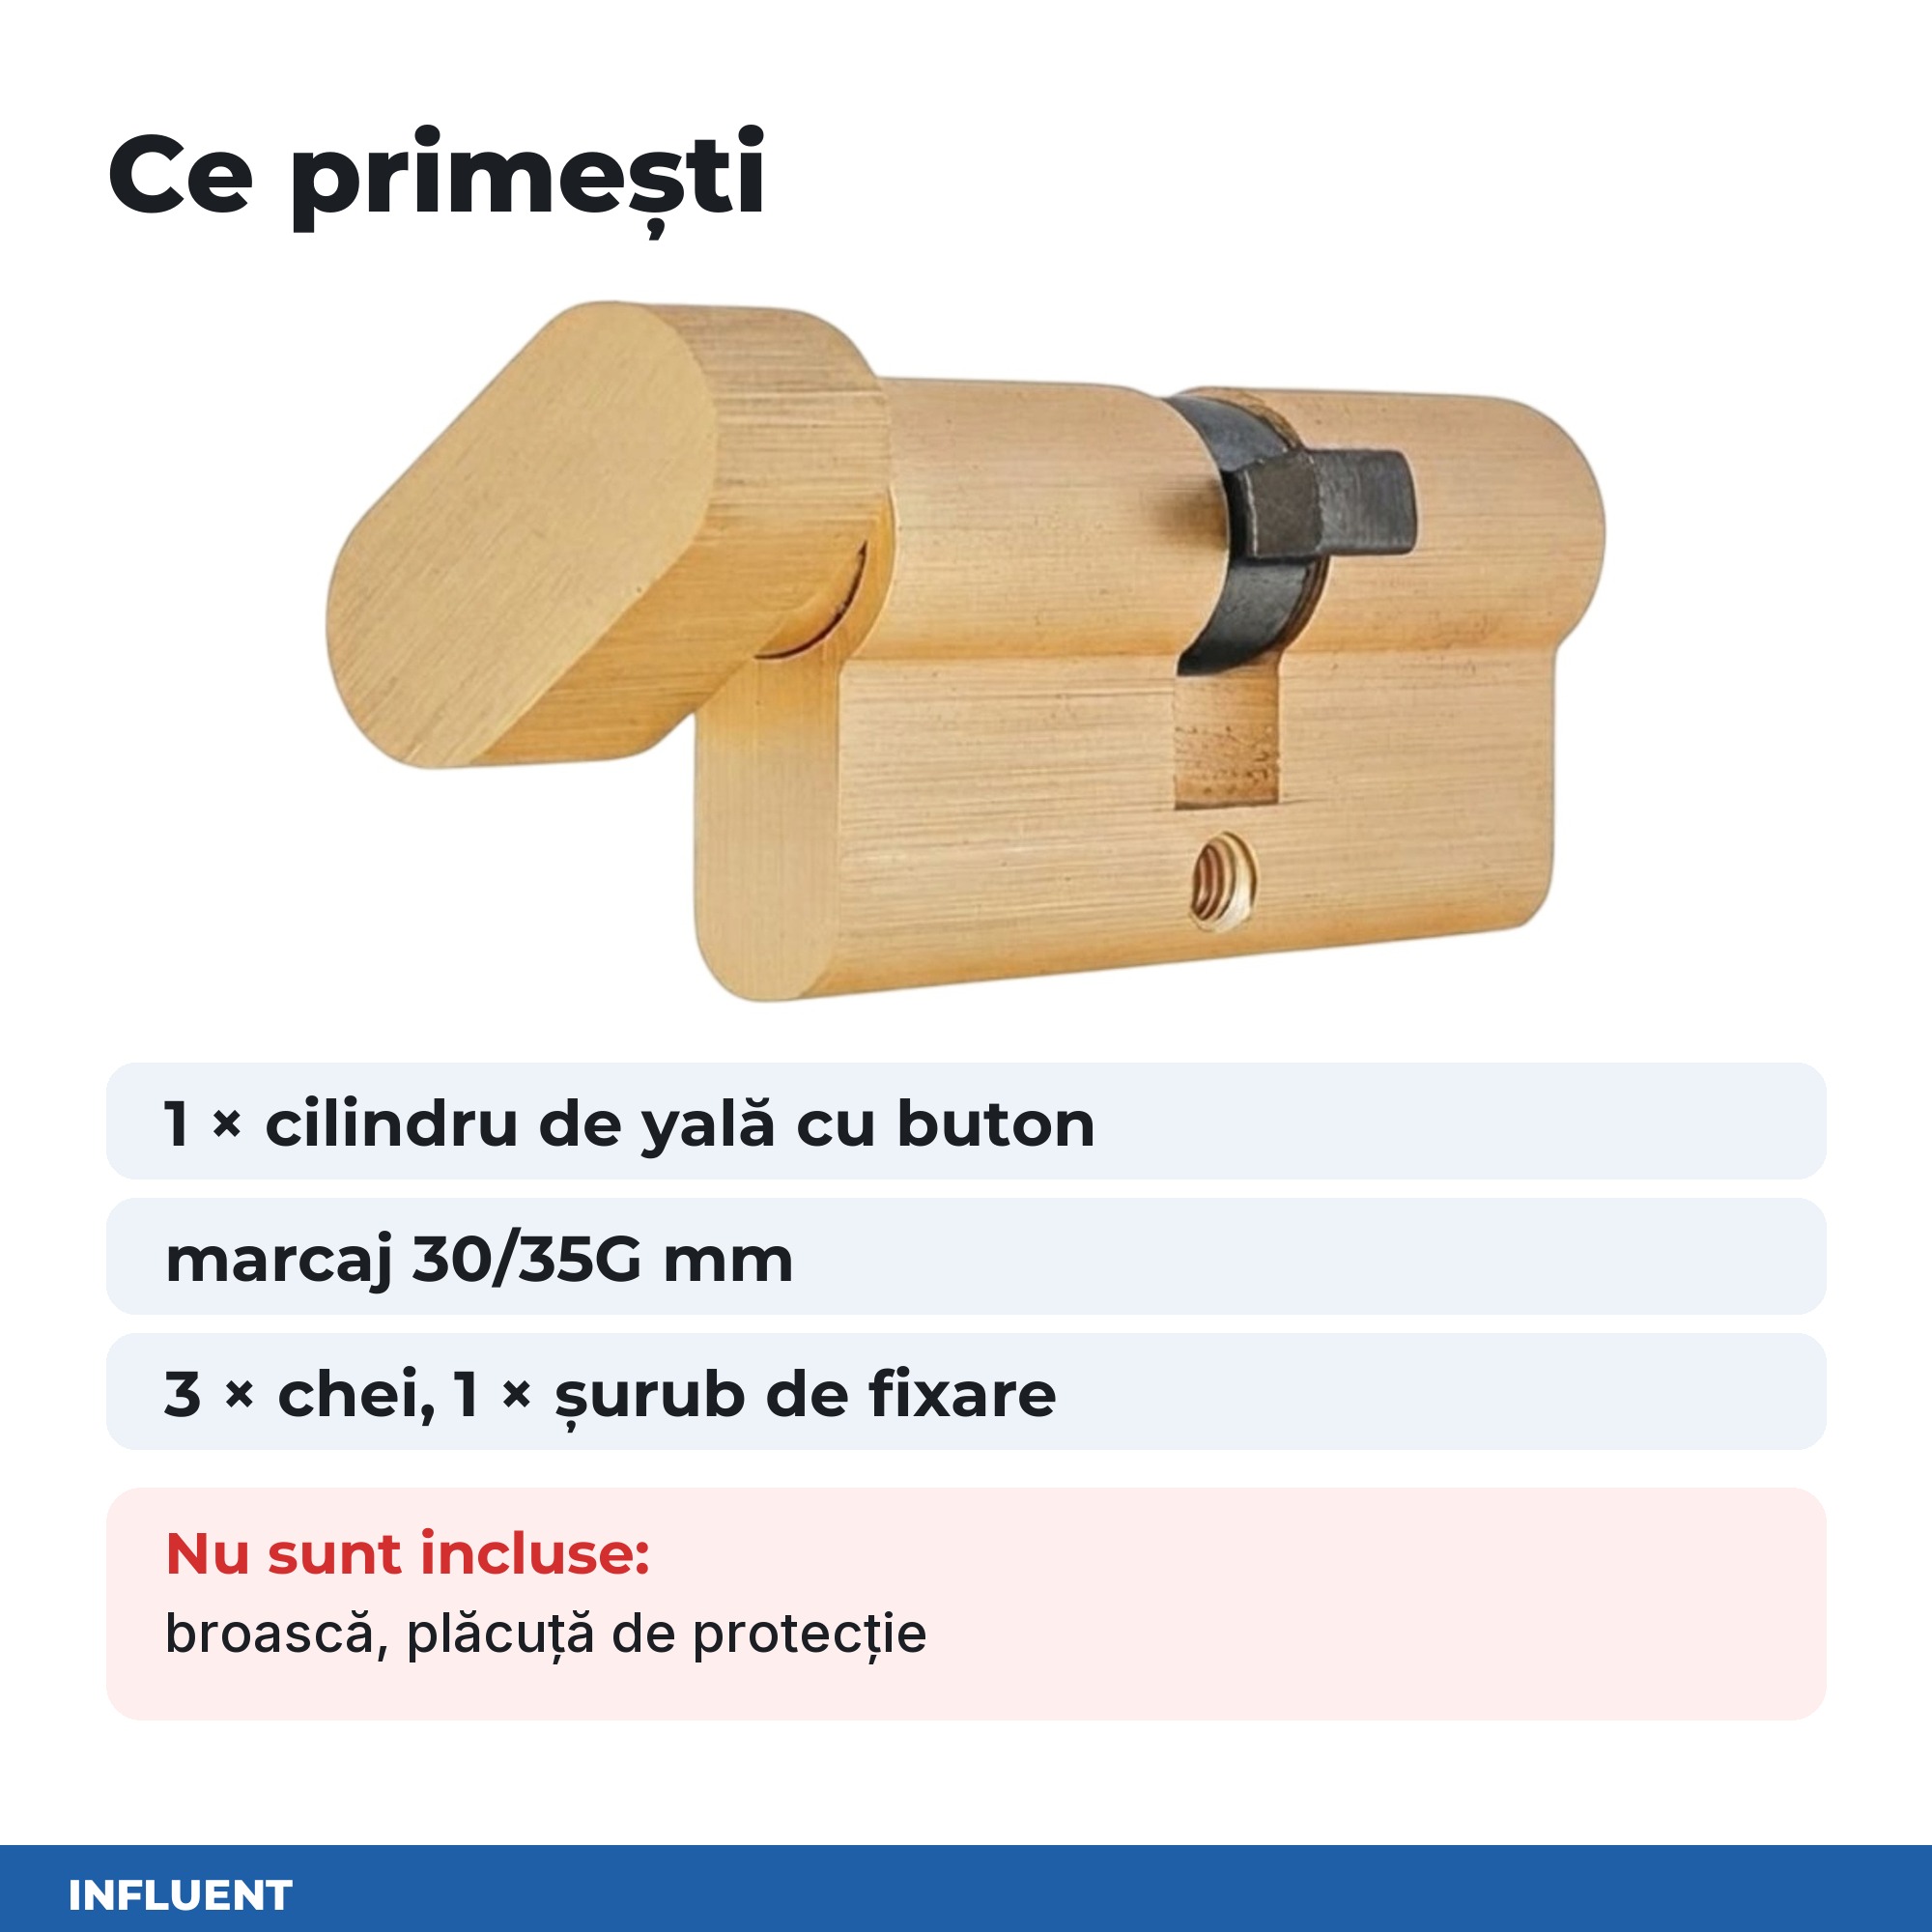 Ce primești
1 × cilindru de yală cu buton
marcaj 30/35G mm
3 × chei, 1 × șurub de fixare
Nu sunt incluse:
broască, plăcuță de protecție
INFLUENT